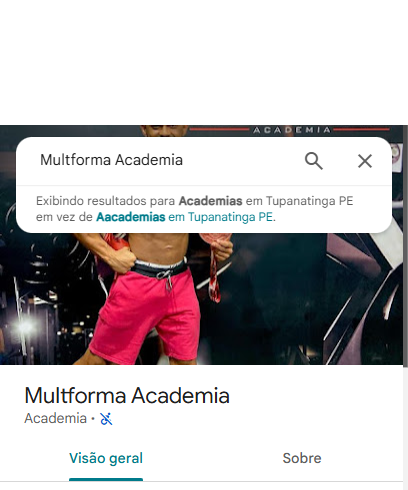 ACADEMIA
Multforma Academia
Exibindo resultados para Academias em Tupanatinga PE
em vez de Aacademias em Tupanatinga PE.
Multforma Academia
Academia ·
Visão geral
Sobre